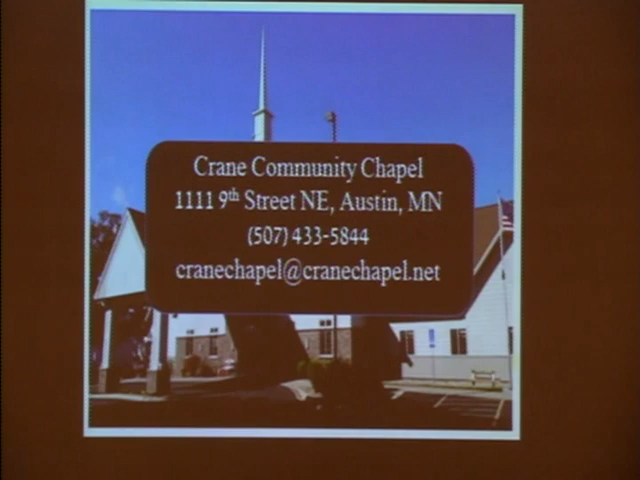 Crane Community Chapel
1111 9th Street NE, Austin, MN
(507) 433-5844
cranechapel@cranechapel.net